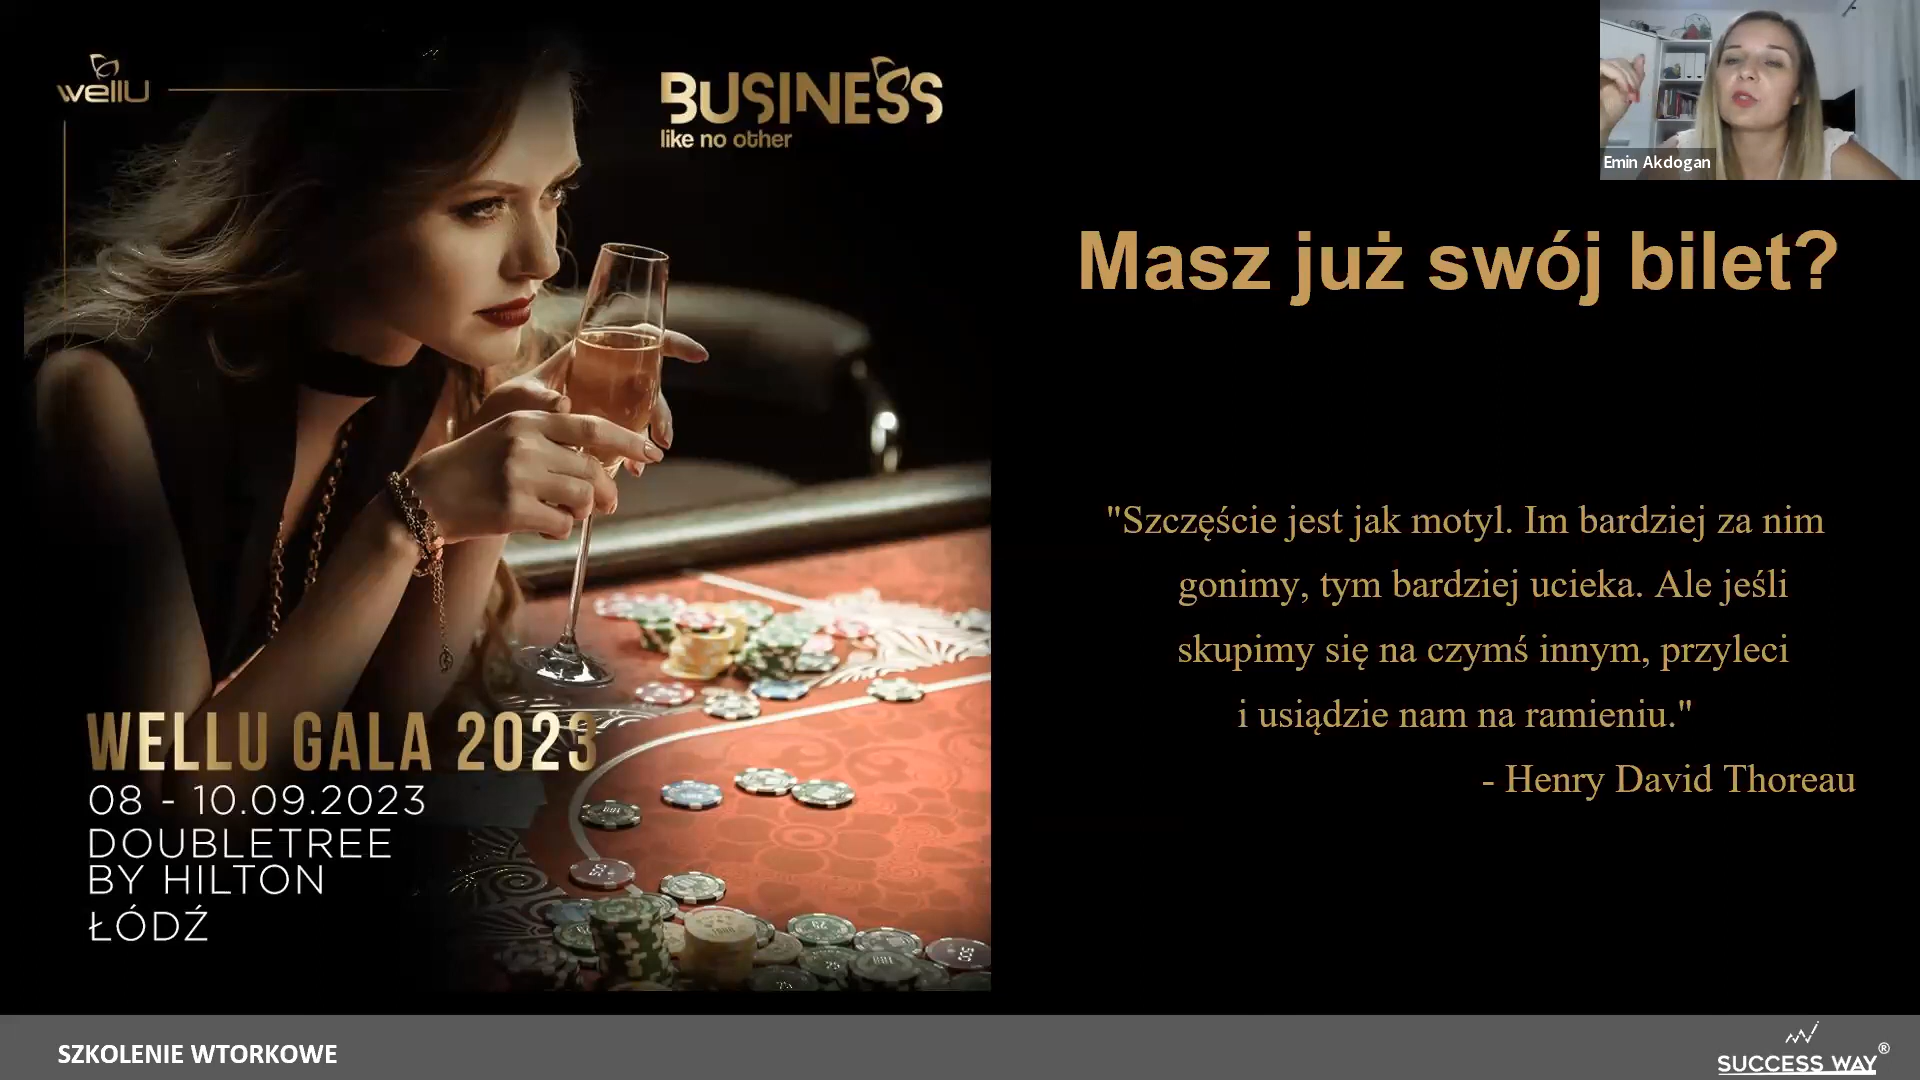 wellU
BUSINESS
like no other
Emin Akdogan
Masz już swój bilet?
"Szczęście jest jak motyl. Im bardziej za nim
gonimy, tym bardziej ucieka. Ale jeśli
skupimy się na czymś innym, przyleci
i usiądzie nam na ramieniu."
- Henry David Thoreau
WELLU GALA 2023
08 - 10.09.2023
DOUBLETREE
BY HILTON
ŁÓDŹ
SZKOLENIE WTORKOWE
SUCCESS WAY®